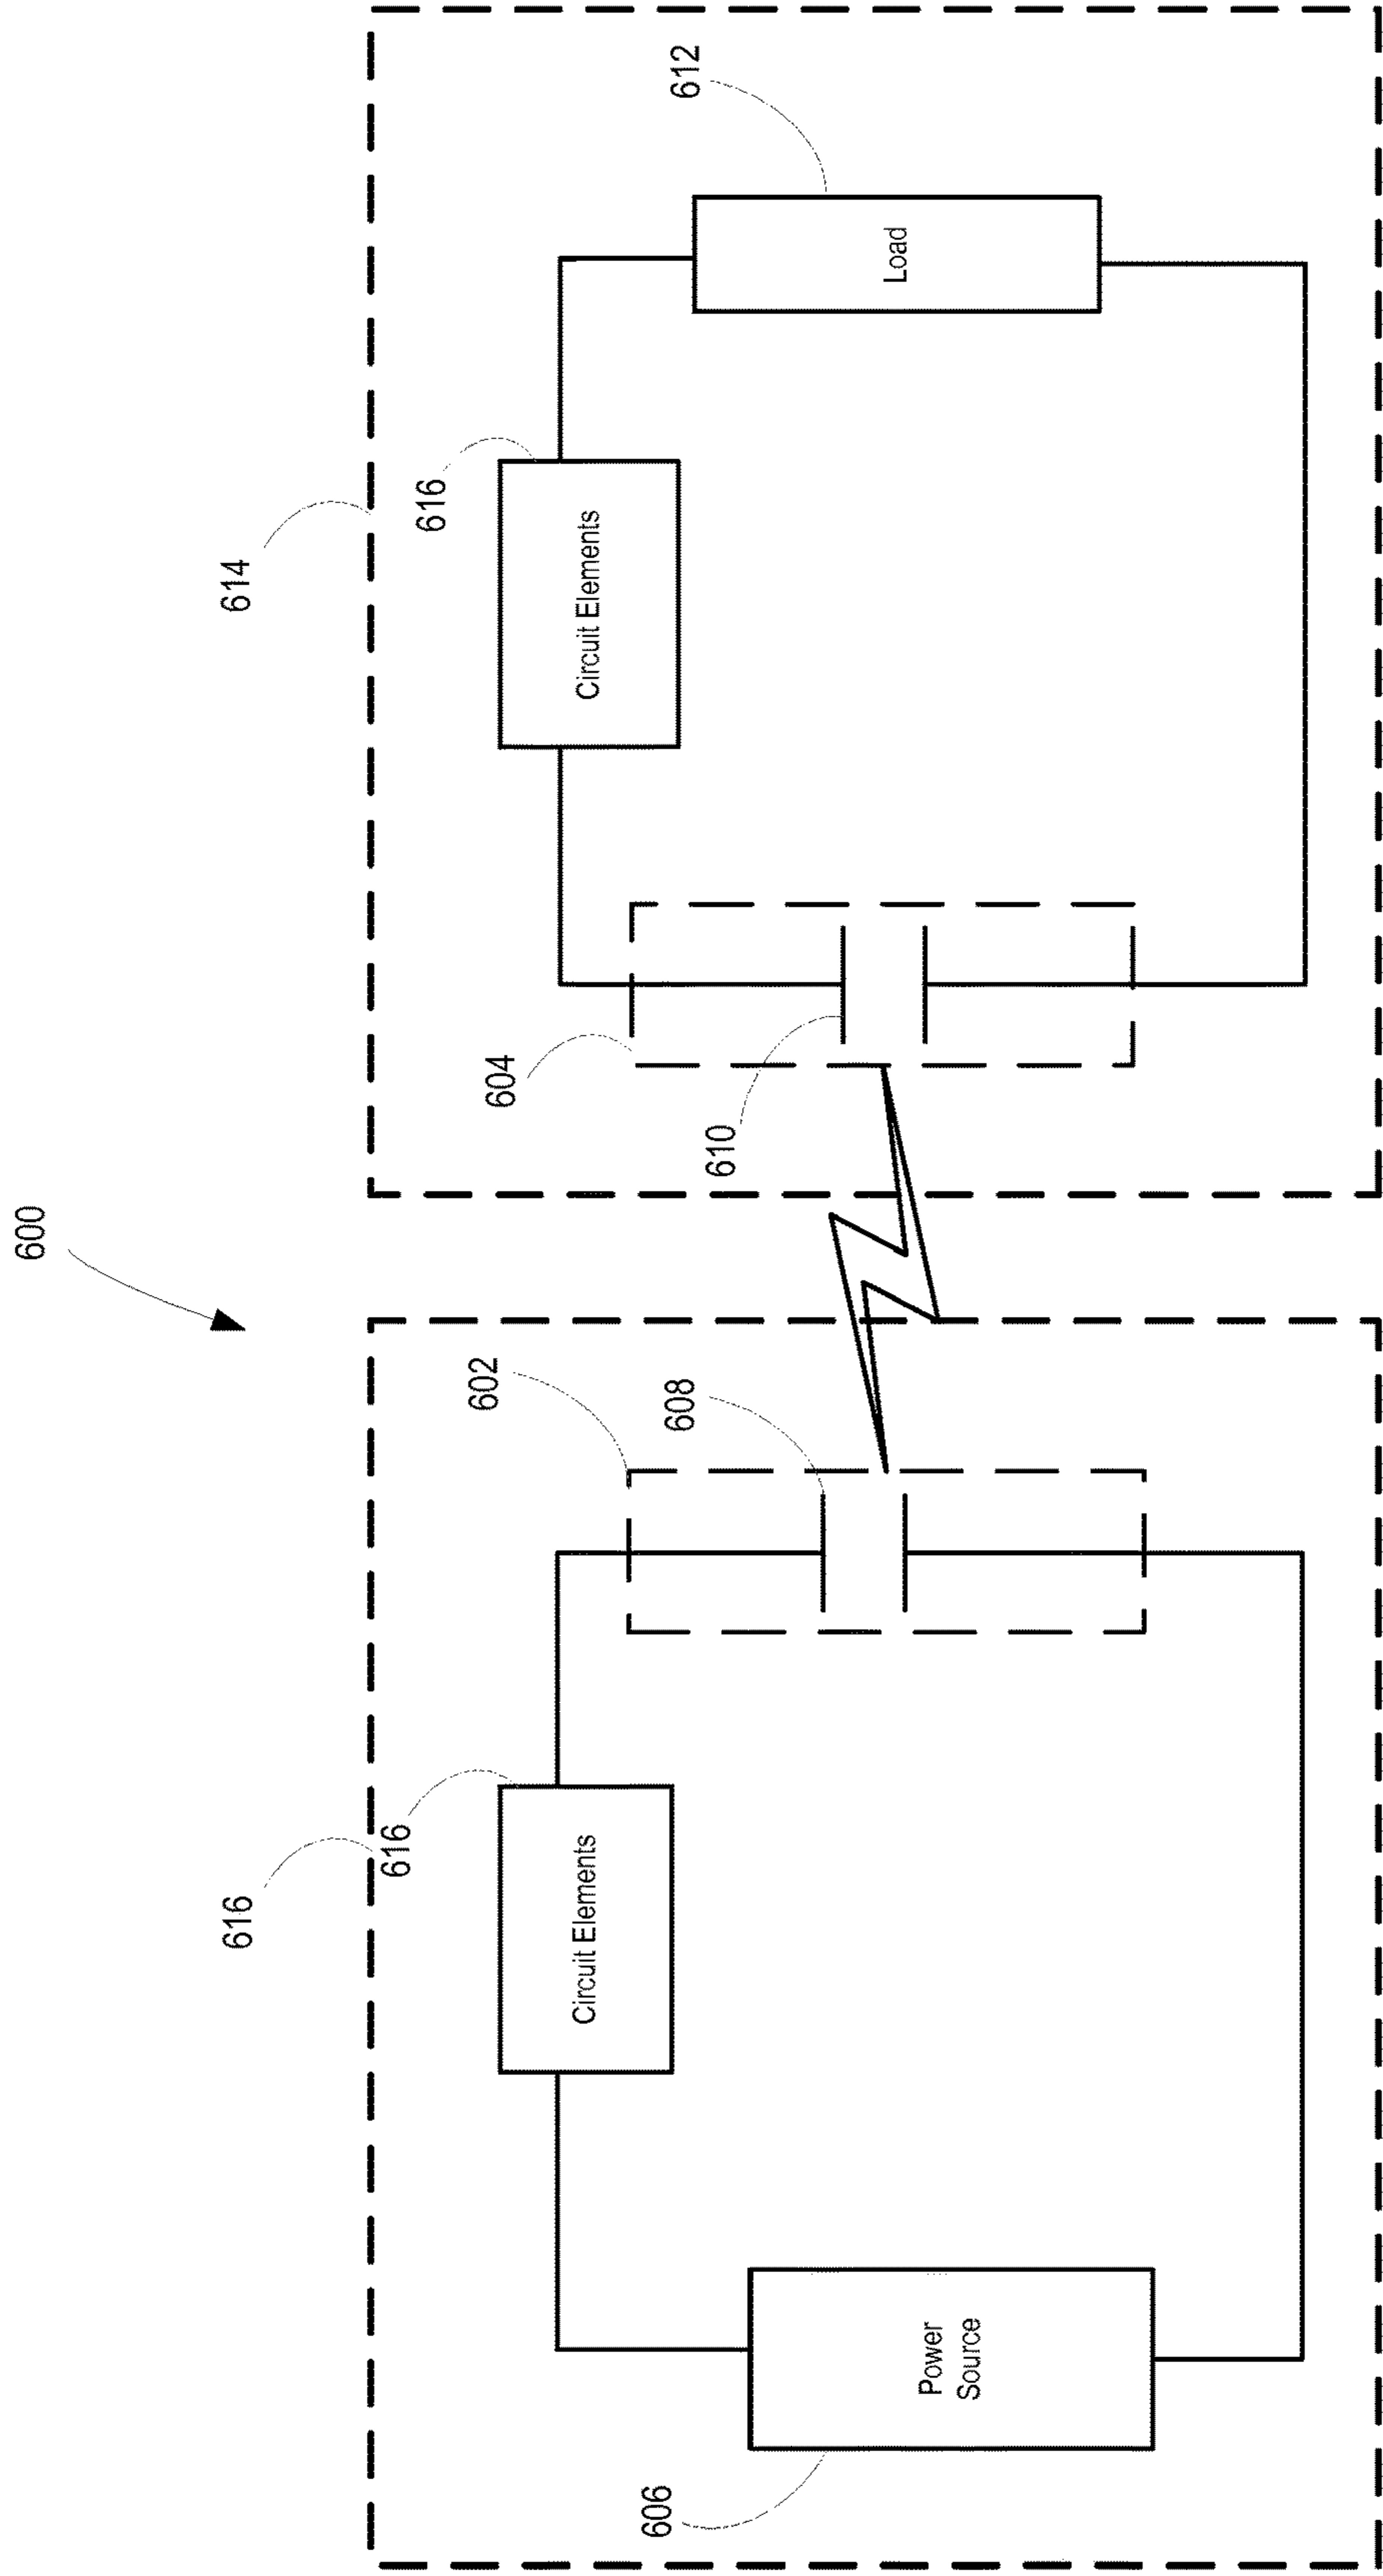 600
616
614
616
616
602
604
608
610
612
606
Circuit Elements
Circuit Elements
Power
Source
Load